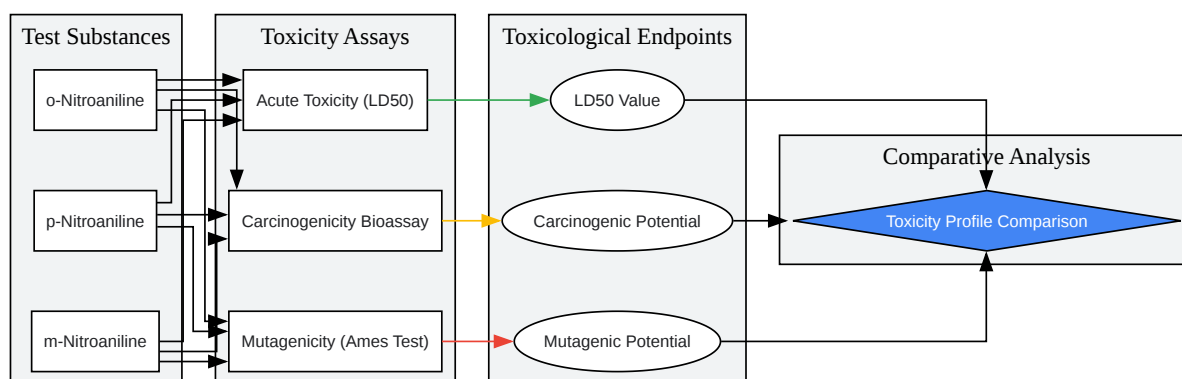 Test Substances
Toxicity Assays
Toxicological Endpoints
o-Nitroaniline
Acute Toxicity (LD50)
LD50 Value
Comparative Analysis
p-Nitroaniline
Carcinogenicity Bioassay
Carcinogenic Potential
Toxicity Profile Comparison
m-Nitroaniline
Mutagenicity (Ames Test)
Mutagenic Potential